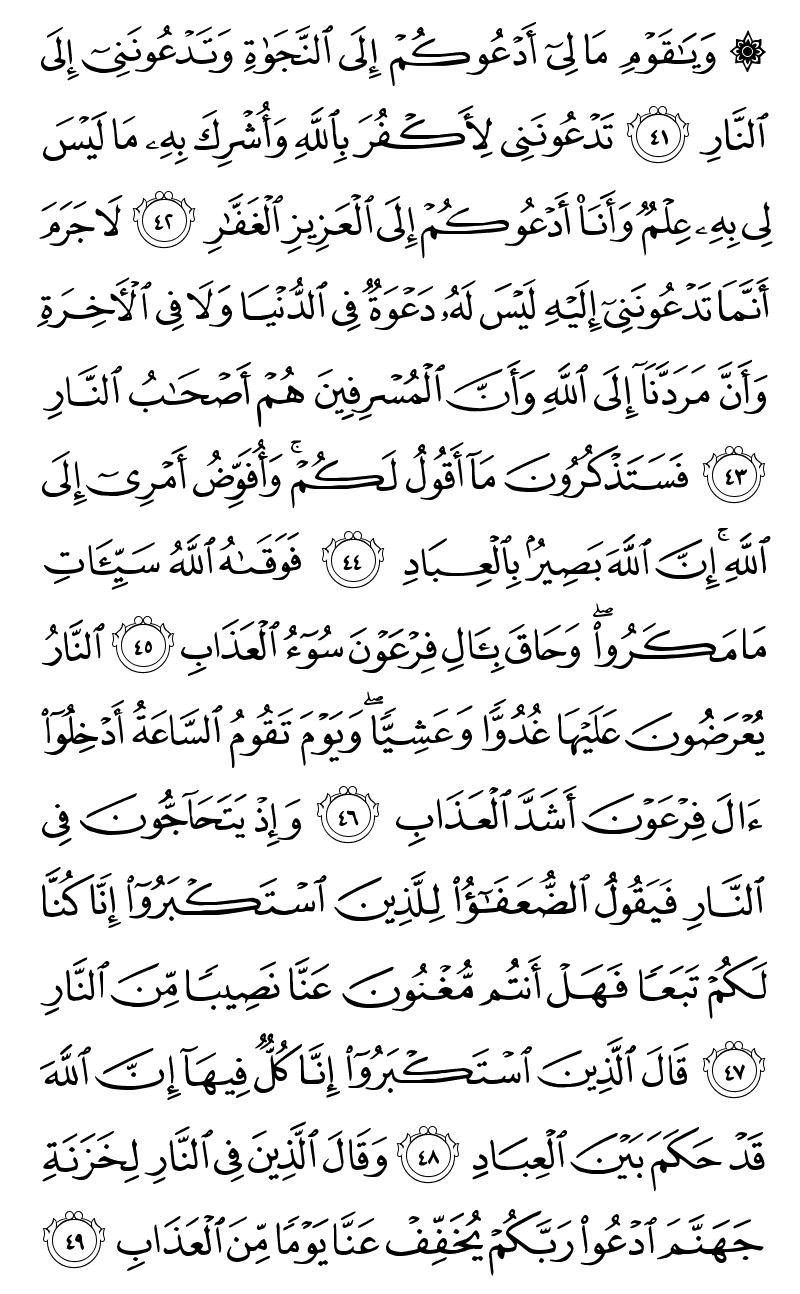 ۞ وَيَٰقَوْمِ مَا لِيٓ أَدْعُوكُمْ إِلَى ٱلنَّجَوٰةِ وَتَدْعُونَنِيٓ إِلَى
ٱلنَّارِ ٤١ تَدْعُونَنِي لِأَكْفُرَ بِٱللَّهِ وَأُشْرِكَ بِهِۦ مَا لَيْسَ
لِي بِهِۦ عِلْمٌ وَأَنَا۠ أَدْعُوكُمْ إِلَى ٱلْعَزِيزِ ٱلْغَفَّٰرِ ٤٢ لَا جَرَمَ
أَنَّمَا تَدْعُونَنِيٓ إِلَيْهِ لَيْسَ لَهُۥ دَعْوَةٌ فِي ٱلدُّنْيَا وَلَا فِي ٱلْأٓخِرَةِ
وَأَنَّ مَرَدَّنَآ إِلَى ٱللَّهِ وَأَنَّ ٱلْمُسْرِفِينَ هُمْ أَصْحَٰبُ ٱلنَّارِ
٤٣ فَسَتَذْكُرُونَ مَآ أَقُولُ لَكُمْۚ وَأُفَوِّضُ أَمْرِيٓ إِلَى
ٱللَّهِۚ إِنَّ ٱللَّهَ بَصِيرُۢ بِٱلْعِبَادِ ٤٤ فَوَقَىٰهُ ٱللَّهُ سَيِّـَٔاتِ
مَا مَكَرُوا۟ۖ وَحَاقَ بِـَٔالِ فِرْعَوْنَ سُوٓءُ ٱلْعَذَابِ ٤٥ ٱلنَّارُ
يُعْرَضُونَ عَلَيْهَا غُدُوًّا وَعَشِيًّاۖ وَيَوْمَ تَقُومُ ٱلسَّاعَةُ أَدْخِلُوٓا۟
ءَالَ فِرْعَوْنَ أَشَدَّ ٱلْعَذَابِ ٤٦ وَإِذْ يَتَحَآجُّونَ فِي
ٱلنَّارِ فَيَقُولُ ٱلضُّعَفَٰٓؤُا۟ لِلَّذِينَ ٱسْتَكْبَرُوٓا۟ إِنَّا كُنَّا
لَكُمْ تَبَعًا فَهَلْ أَنتُم مُّغْنُونَ عَنَّا نَصِيبًا مِّنَ ٱلنَّارِ
٤٧ قَالَ ٱلَّذِينَ ٱسْتَكْبَرُوٓا۟ إِنَّا كُلٌّ فِيهَآ إِنَّ ٱللَّهَ
قَدْ حَكَمَ بَيْنَ ٱلْعِبَادِ ٤٨ وَقَالَ ٱلَّذِينَ فِي ٱلنَّارِ لِخَزَنَةِ
جَهَنَّمَ ٱدْعُوا۟ رَبَّكُمْ يُخَفِّفْ عَنَّا يَوْمًا مِّنَ ٱلْعَذَابِ ٤٩